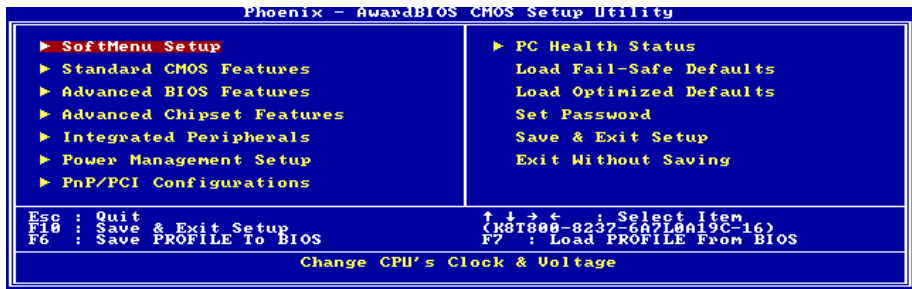 Phoenix - AwardBIOS CMOS Setup Utility
► SoftMenu Setup
► Standard CMOS Features
► Advanced BIOS Features
► Advanced Chipset Features
► Integrated Peripherals
► Power Management Setup
► PnP/PCI Configurations
► PC Health Status
Load Fail-Safe Defaults
Load Optimized Defaults
Set Password
Save & Exit Setup
Exit Without Saving
Esc : Quit
F10 : Save & Exit Setup
F6 : Save PROFILE To BIOS
↑ ↓ → ← : Select Item
(K8T800-8237-6A7L0A19C-16)
F7 : Load PROFILE From BIOS
Change CPU's Clock & Voltage